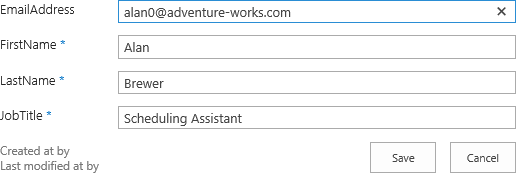 EmailAddress alan0@adventure-works.com ×
FirstName * Alan
LastName * Brewer
JobTitle * Scheduling Assistant
Created at by
Last modified at by
Save Cancel